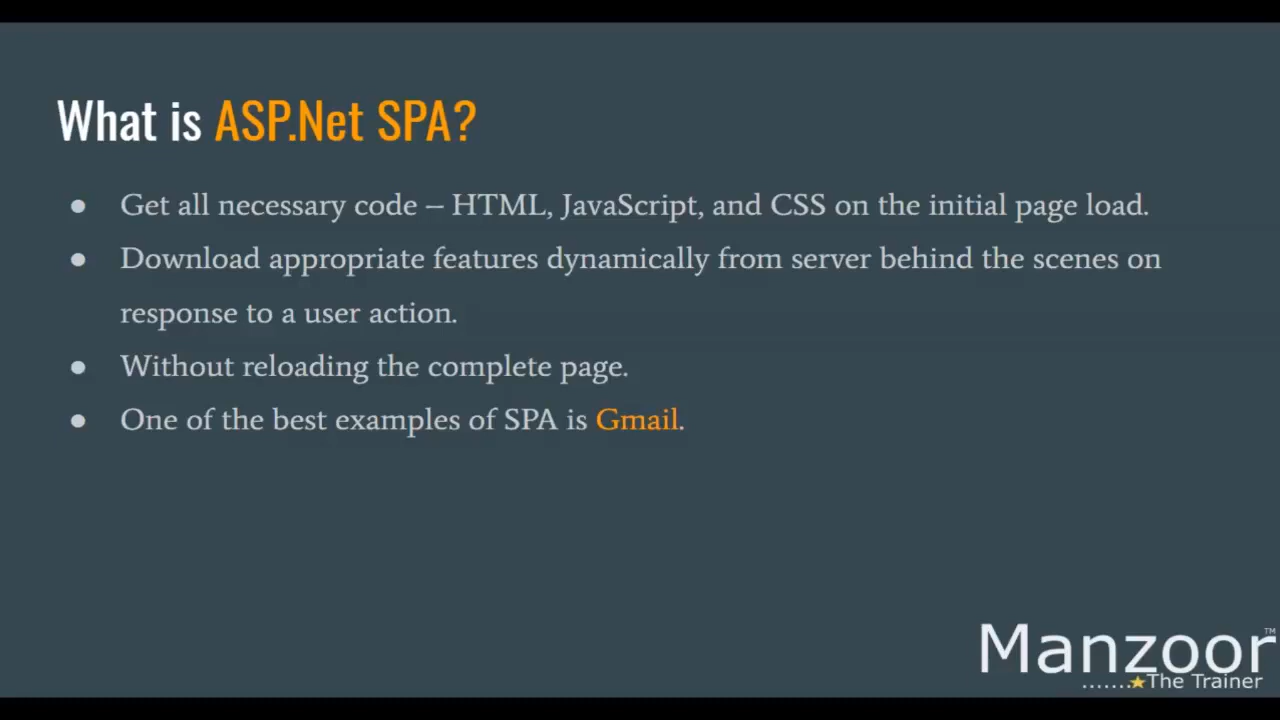 What is ASP.Net SPA?
● Get all necessary code – HTML, JavaScript, and CSS on the initial page load.
● Download appropriate features dynamically from server behind the scenes on
response to a user action.
● Without reloading the complete page.
● One of the best examples of SPA is Gmail.
Manzoor™
.......★The Trainer